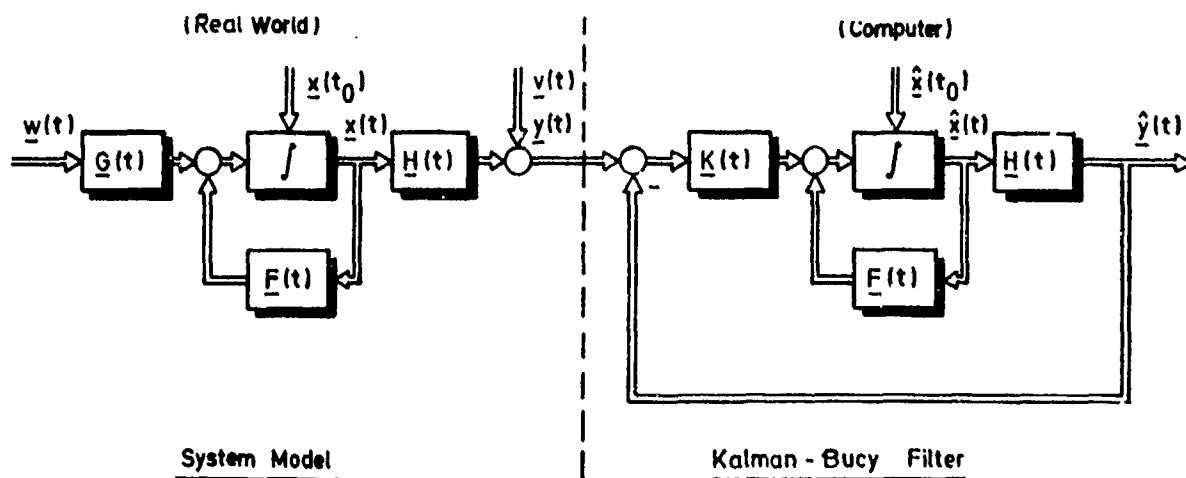 (Real World)
(Computer)
x(t₀)
v(t)
x̂(t₀)
w(t)
x(t)
y(t)
x̂(t)
ŷ(t)
G(t)
∫
H(t)
K(t)
∫
H(t)
-
F(t)
F(t)
System Model
Kalman - Bucy Filter